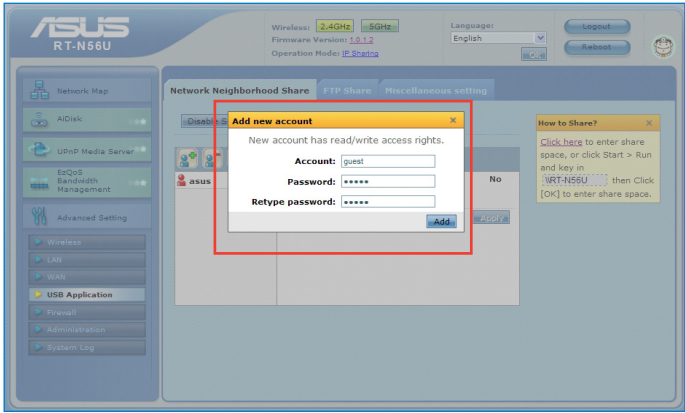 ASUS
RT-N56U
Wireless: 2.4GHz 5GHz
Firmware Version: 1.0.1.2
Operation Mode: IP Sharing
Language:
English
Logout
Reboot
Network Map
AiDisk
UPnP Media Server
EzQoS
Bandwidth
Management
Advanced Setting
Wireless
LAN
WAN
USB Application
Firewall
Administration
System Log
Network Neighborhood Share FTP Share Miscellaneous setting
Disable S
Add new account ×
New account has read/write access rights.
Account: guest
Password: •••••
Retype password: •••••
Add
asus
No
Apply
How to Share? ×
Click here to enter share
space, or click Start > Run
and key in
\\RT-N56U then Click
[OK] to enter share space.